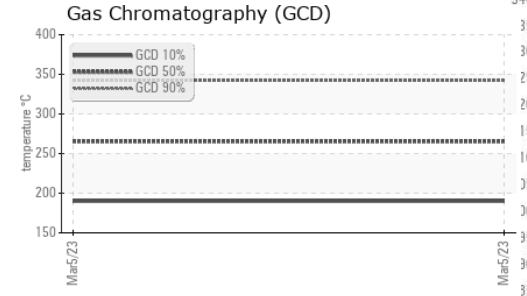 Gas Chromatography (GCD)
400
350
300
250
200
150
temperature °C
GCD 10%
GCD 50%
GCD 90%
Mar5/23
Mar5/23